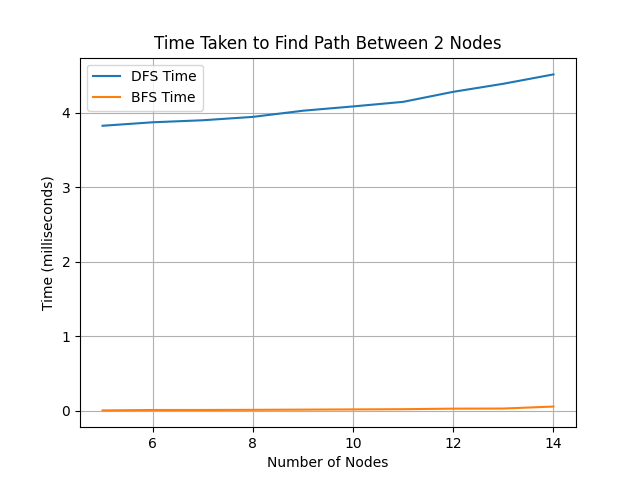 Time Taken to Find Path Between 2 Nodes
DFS Time
BFS Time
4
3
2
1
0
Time (milliseconds)
6 8 10 12 14
Number of Nodes